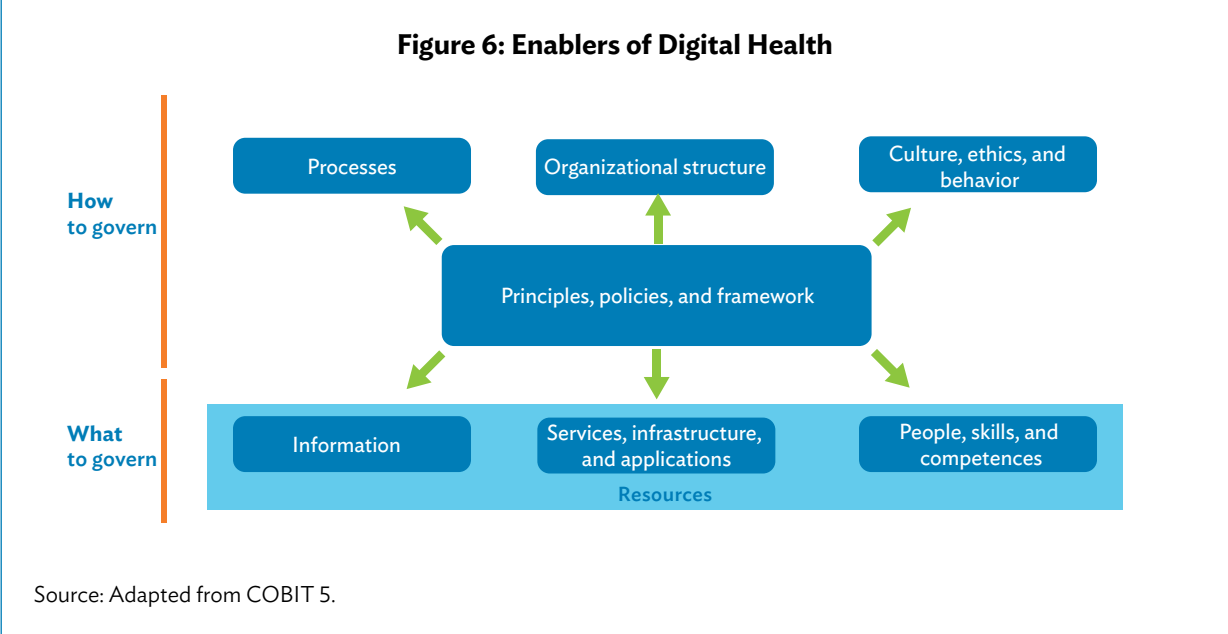 Figure 6: Enablers of Digital Health
How
to govern
Processes
Organizational structure
Culture, ethics, and
behavior
Principles, policies, and framework
What
to govern
Information
Services, infrastructure,
and applications
People, skills, and
competences
Resources
Source: Adapted from COBIT 5.